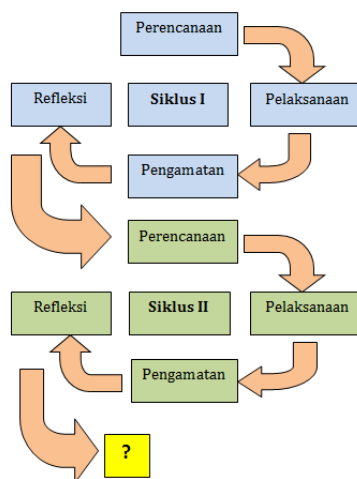 Perencanaan
Refleksi
Siklus I
Pelaksanaan
Pengamatan
Perencanaan
Refleksi
Siklus II
Pelaksanaan
Pengamatan
?